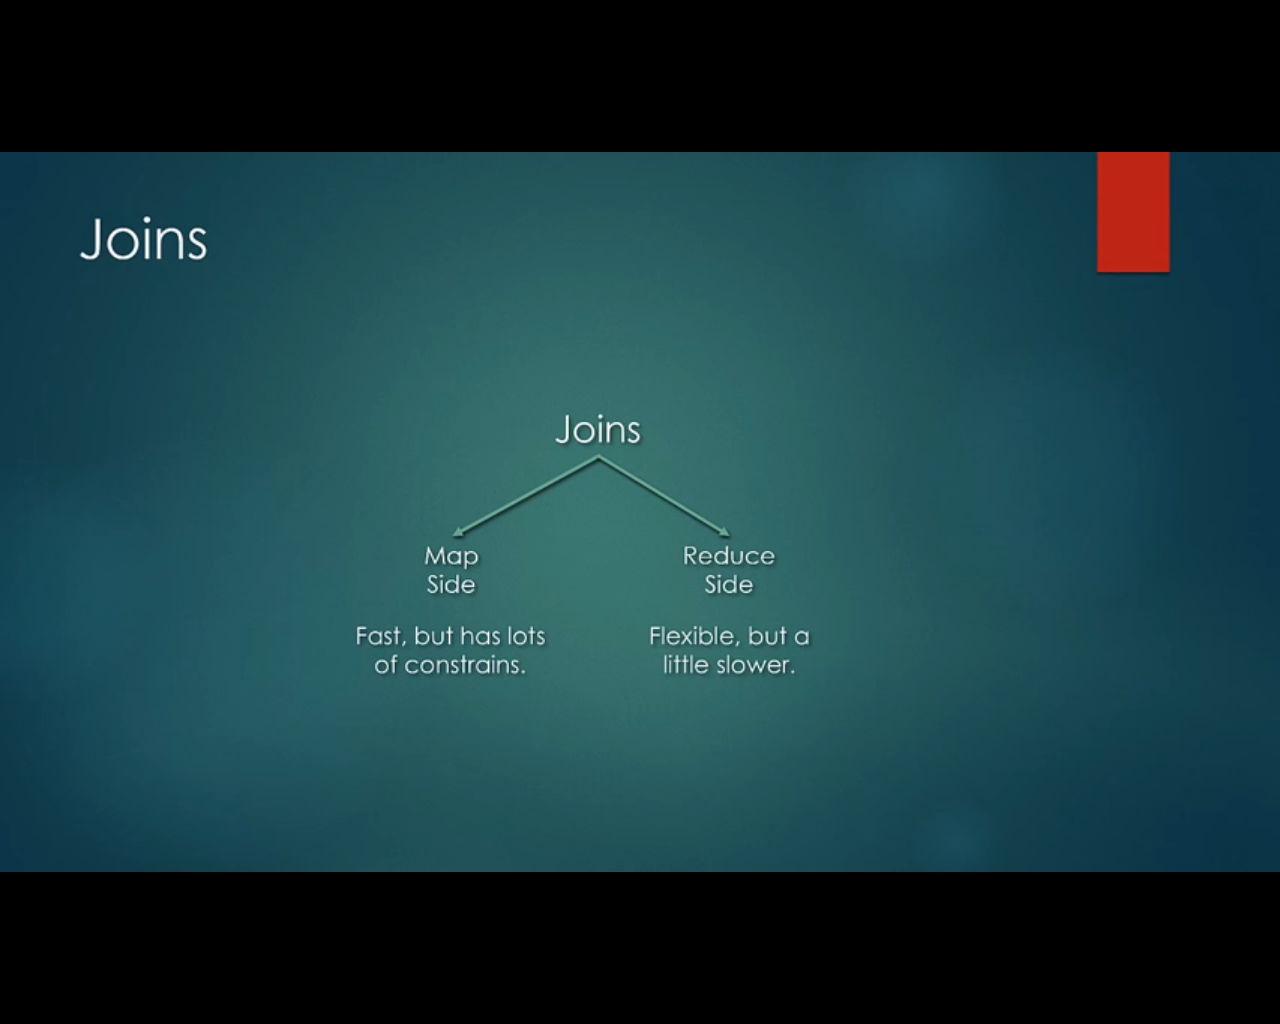 Joins
Joins
Map
Side
Fast, but has lots
of constrains.
Reduce
Side
Flexible, but a
little slower.